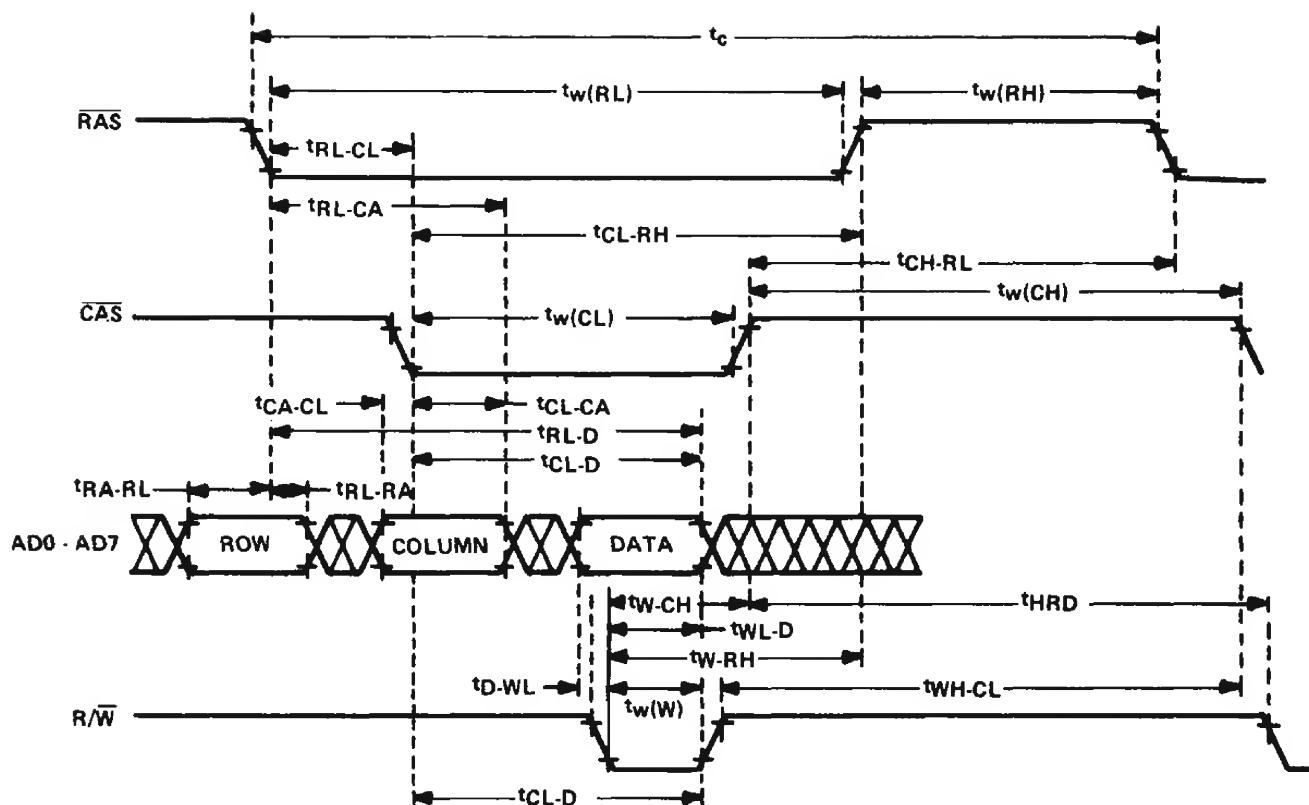 tc
tw(RL)
tw(RH)
RAS
tRL-CL
tRL-CA
tCL-RH
tCH-RL
tw(CH)
CAS
tw(CL)
tCA-CL
tCL-CA
tRL-D
tCL-D
tRA-RL
tRL-RA
AD0 - AD7
ROW
COLUMN
DATA
tW-CH
tHRD
tWL-D
tW-RH
tD-WL
tWH-CL
tw(W)
R/W
tCL-D